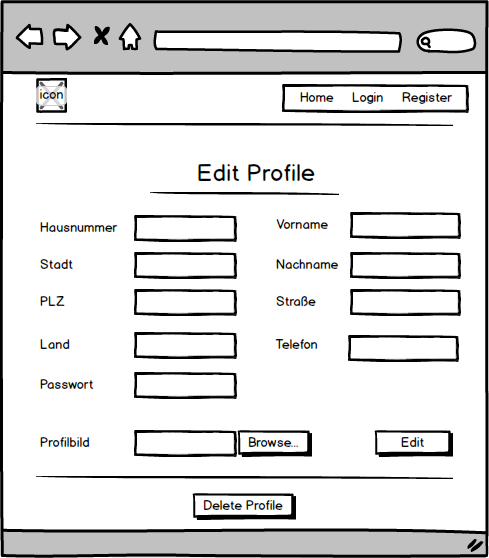 icon
Home Login Register
Edit Profile
Hausnummer Vorname
Stadt Nachname
PLZ Straße
Land Telefon
Passwort
Profilbild Browse... Edit
Delete Profile